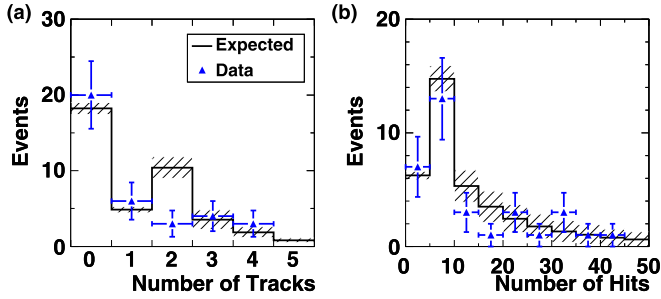 (a)
30
20
10
0
Events
Expected
Data
0 1 2 3 4 5
Number of Tracks
(b)
20
10
0
Events
0 10 20 30 40 50
Number of Hits